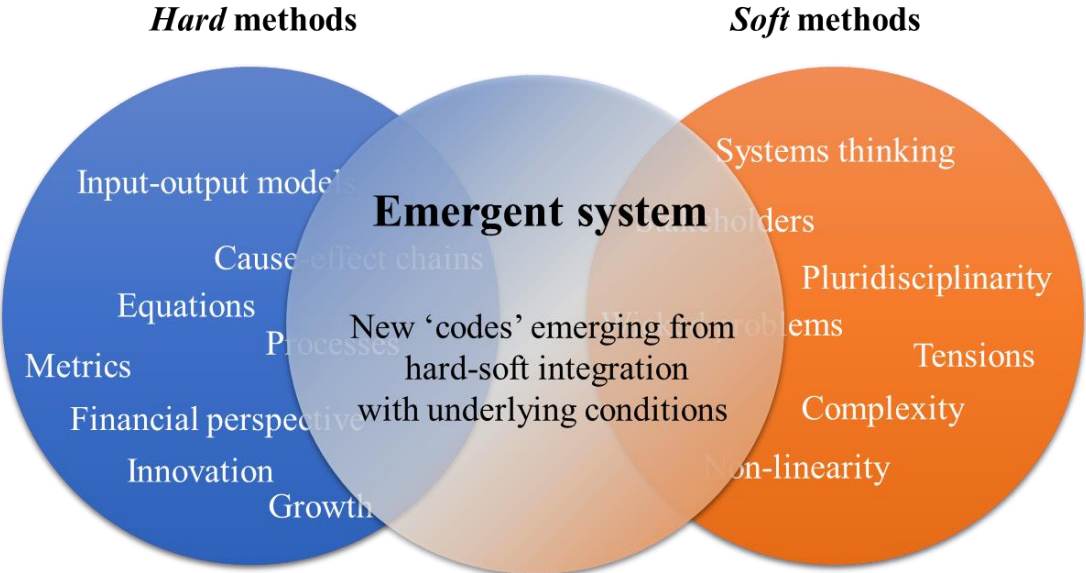 Hard methods
Soft methods
Input-output models
Cause-effect chains
Equations
Processes
Metrics
Financial perspective
Innovation
Growth
Emergent system
New ‘codes’ emerging from
hard-soft integration
with underlying conditions
Systems thinking
Stakeholders
Pluridisciplinarity
Wicked problems
Tensions
Complexity
Non-linearity